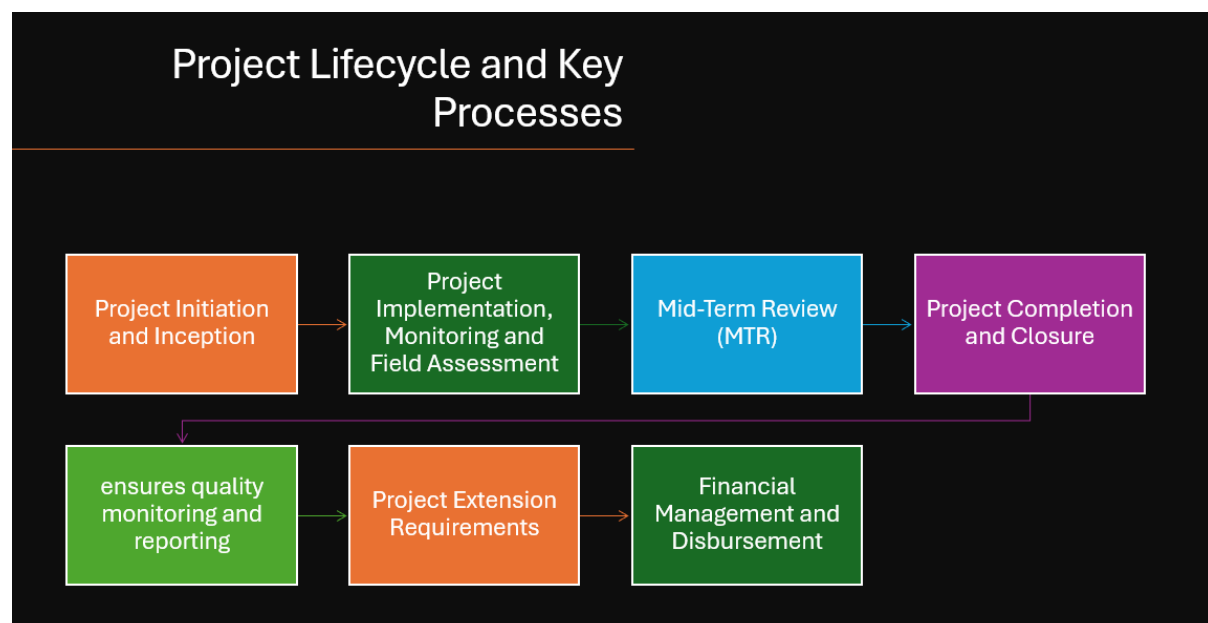 Project Lifecycle and Key
Processes
Project Initiation
and Inception
Project
Implementation,
Monitoring and
Field Assessment
Mid-Term Review
(MTR)
Project Completion
and Closure
ensures quality
monitoring and
reporting
Project Extension
Requirements
Financial
Management and
Disbursement